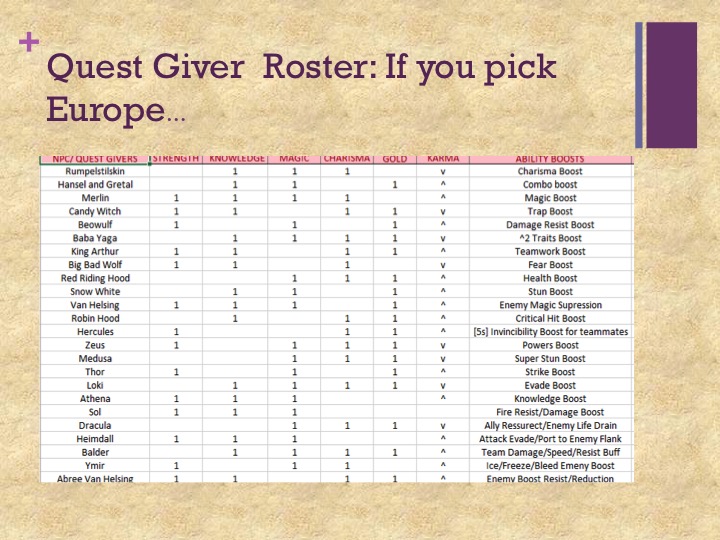 +
Quest Giver Roster: If you pick
Europe...
NPC/ QUEST GIVERS STRENGTH KNOWLEDGE MAGIC CHARISMA GOLD KARMA ABILITY BOOSTS
Rumpelstilskin 1 1 1 v Charisma Boost
Hansel and Gretal 1 1 1 ^ Combo boost
Merlin 1 1 1 1 ^ Magic Boost
Candy Witch 1 1 1 1 v Trap Boost
Beowulf 1 1 1 ^ Damage Resist Boost
Baba Yaga 1 1 1 1 v ^2 Traits Boost
King Arthur 1 1 1 1 ^ Teamwork Boost
Big Bad Wolf 1 1 1 v Fear Boost
Red Riding Hood 1 1 1 ^ Health Boost
Snow White 1 1 1 ^ Stun Boost
Van Helsing 1 1 1 1 ^ Enemy Magic Supression
Robin Hood 1 1 1 ^ Critical Hit Boost
Hercules 1 1 1 ^ [5s] Invincibility Boost for teammates
Zeus 1 1 1 1 v Powers Boost
Medusa 1 1 1 v Super Stun Boost
Thor 1 1 1 ^ Strike Boost
Loki 1 1 1 1 v Evade Boost
Athena 1 1 1 ^ Knowledge Boost
Sol 1 1 1 Fire Resist/Damage Boost
Dracula 1 1 1 v Ally Ressurect/Enemy Life Drain
Heimdall 1 1 1 ^ Attack Evade/Port to Enemy Flank
Balder 1 1 1 1 ^ Team Damage/Speed/Resist Buff
Ymir 1 1 1 ^ Ice/Freeze/Bleed Emeny Boost
Abree Van Helsing 1 1 1 1 ^ Enemy Boost Resist/Reduction